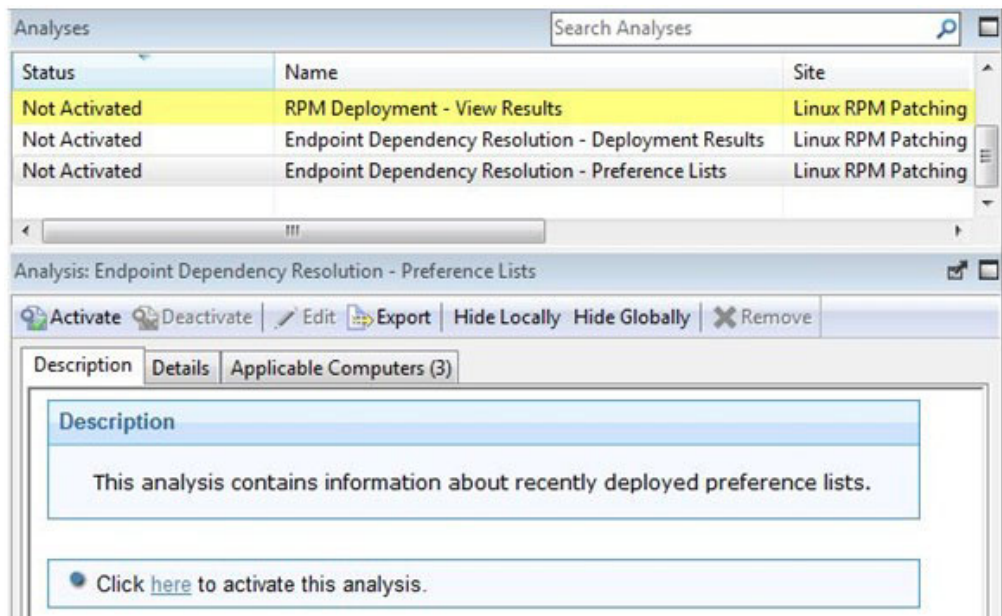 Analyses Search Analyses
Status Name Site
Not Activated RPM Deployment - View Results Linux RPM Patching
Not Activated Endpoint Dependency Resolution - Deployment Results Linux RPM Patching
Not Activated Endpoint Dependency Resolution - Preference Lists Linux RPM Patching
Analysis: Endpoint Dependency Resolution - Preference Lists
Activate Deactivate Edit Export Hide Locally Hide Globally Remove
Description Details Applicable Computers (3)
Description
This analysis contains information about recently deployed preference lists.
Click here to activate this analysis.